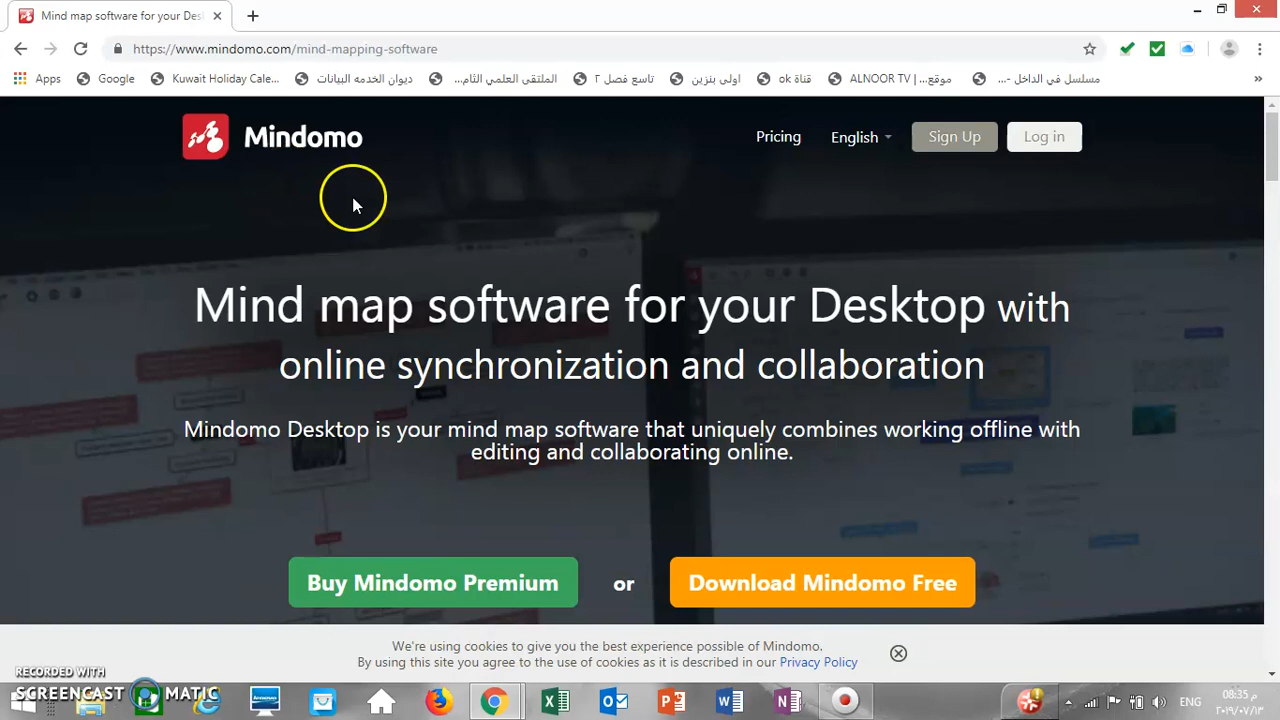 Mind map software for your Des
https://www.mindomo.com/mind-mapping-software
Apps
Google
Kuwait Holiday Cale...
ديوان الخدمه البيانات
الملتقى العلمي الثام...
تاسع فصل ٢
اولى بنزين
قناة ok
موقع... | ALNOOR TV
مسلسل في الداخل -...
»
Mindomo
Pricing
English
Sign Up
Log in
Mind map software for your Desktop with
online synchronization and collaboration
Mindomo Desktop is your mind map software that uniquely combines working offline with
editing and collaborating online.
Buy Mindomo Premium
or
Download Mindomo Free
We're using cookies to give you the best experience possible of Mindomo.
By using this site you agree to the use of cookies as it is described in our Privacy Policy
RECORDED WITH
SCREENCAST MATIC
ENG
08:35 م
٢٠١٩/٠٧/١٣